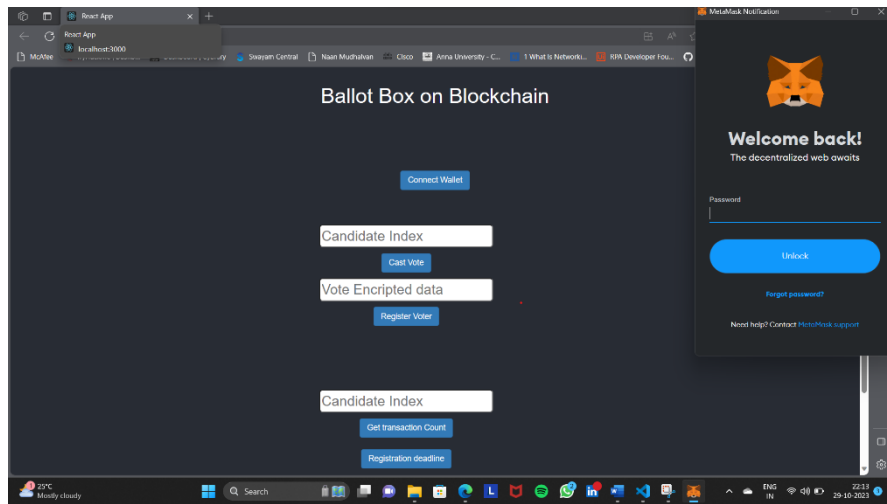 React App
MetaMask Notification
React App
localhost:3000
McAfee
Swayam Central
Naan Mudhalvan
Cisco
Anna University - C...
1 What Is Networki...
RPA Developer Fou...
Ballot Box on Blockchain
Connect Wallet
Candidate Index
Cast Vote
Vote Encripted data
Register Voter
Candidate Index
Get transaction Count
Registration deadline
Welcome back!
The decentralized web awaits
Password
Unlock
Forgot password?
Need help? Contact MetaMask support
25°C
Mostly cloudy
Search
ENG
IN
22:13
29-10-2023